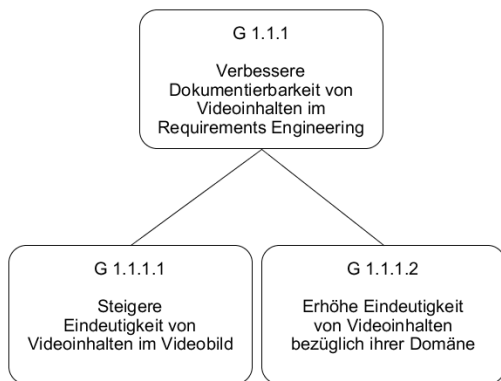 G 1.1.1
Verbessere
Dokumentierbarkeit von
Videoinhalten im
Requirements Engineering
G 1.1.1.1
Steigere
Eindeutigkeit von
Videoinhalten im Videobild
G 1.1.1.2
Erhöhe Eindeutigkeit
von Videoinhalten
bezüglich ihrer Domäne